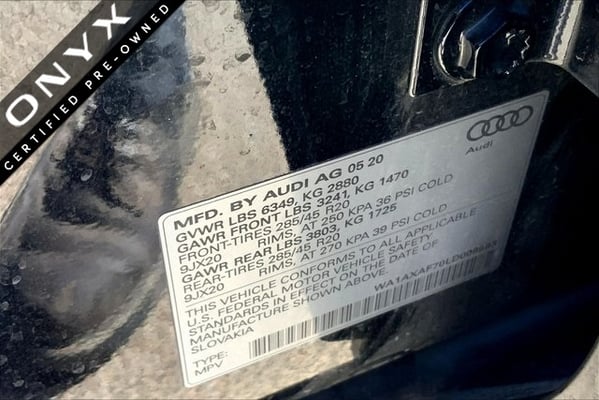 ONYX
CERTIFIED PRE-OWNED
Audi
MFD. BY AUDI AG 05 20
GVWR LBS 6349, KG 2880
GAWR FRONT LBS 3241, KG 1470
FRONT-TIRES 285/45 R20
9JX20 RIMS, AT 250 KPA 36 PSI COLD
GAWR REAR LBS 3803, KG 1725
REAR-TIRES 285/45 R20
9JX20 RIMS, AT 270 KPA 39 PSI COLD
THIS VEHICLE CONFORMS TO ALL APPLICABLE
U.S. FEDERAL MOTOR VEHICLE SAFETY
STANDARDS IN EFFECT ON THE DATE OF
MANUFACTURE SHOWN ABOVE.
SLOVAKIA
TYPE:
MPV